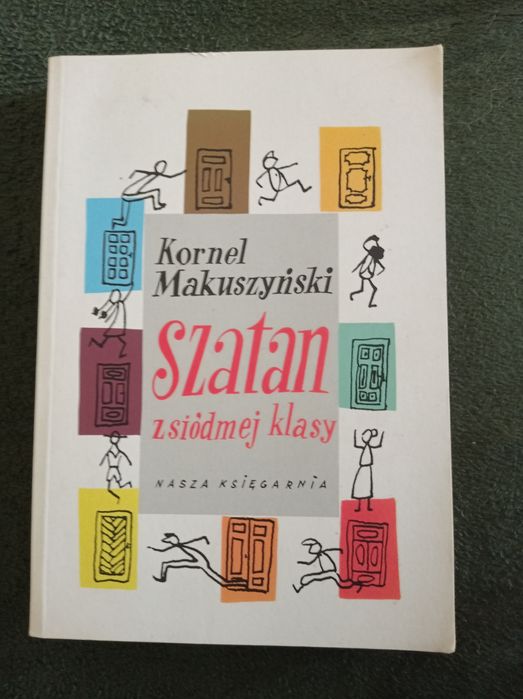 Kornel
Makuszyński
szatan
z siódmej klasy
NASZA KSIĘGARNIA